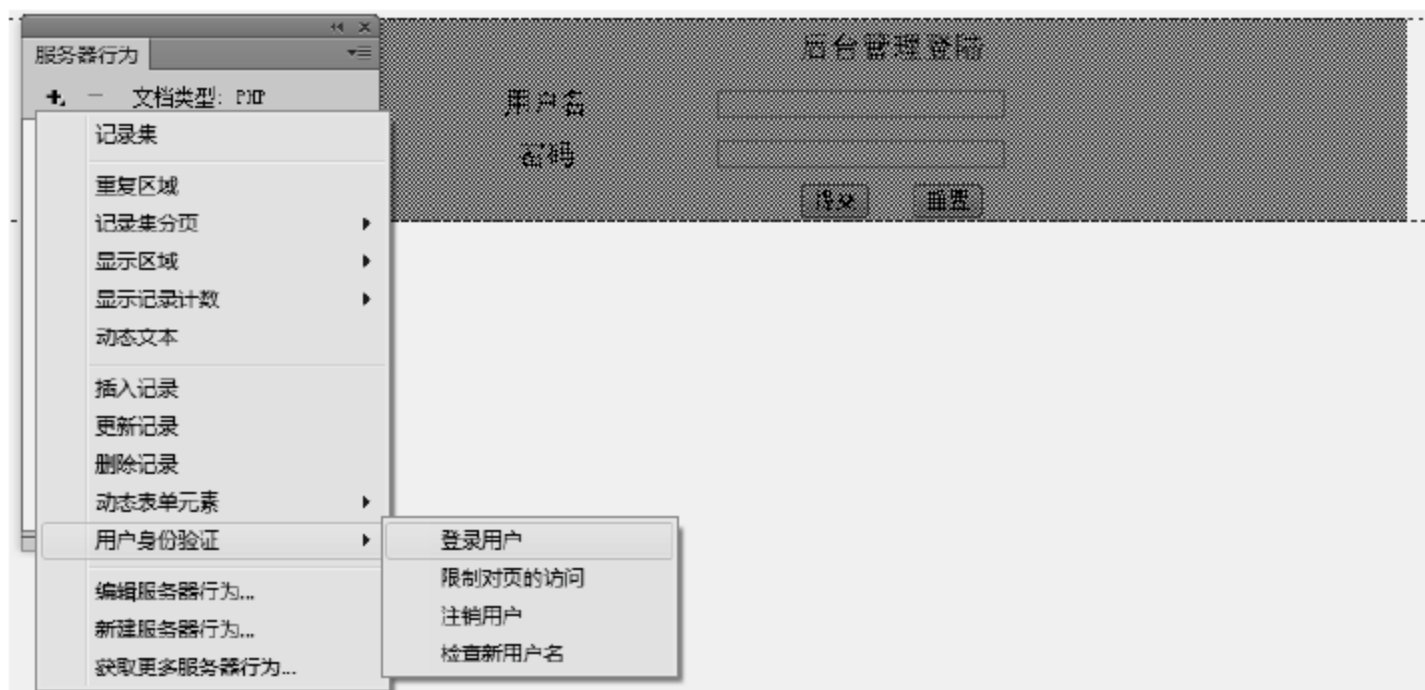 服务器行为
文档类型: PHP
记录集
重复区域
记录集分页
显示区域
显示记录计数
动态文本
插入记录
更新记录
删除记录
动态表单元素
用户身份验证
编辑服务器行为...
新建服务器行为...
获取更多服务器行为...
登录用户
限制对页的访问
注销用户
检查新用户名
后台管理登陆
用户名
密码
提交 重置